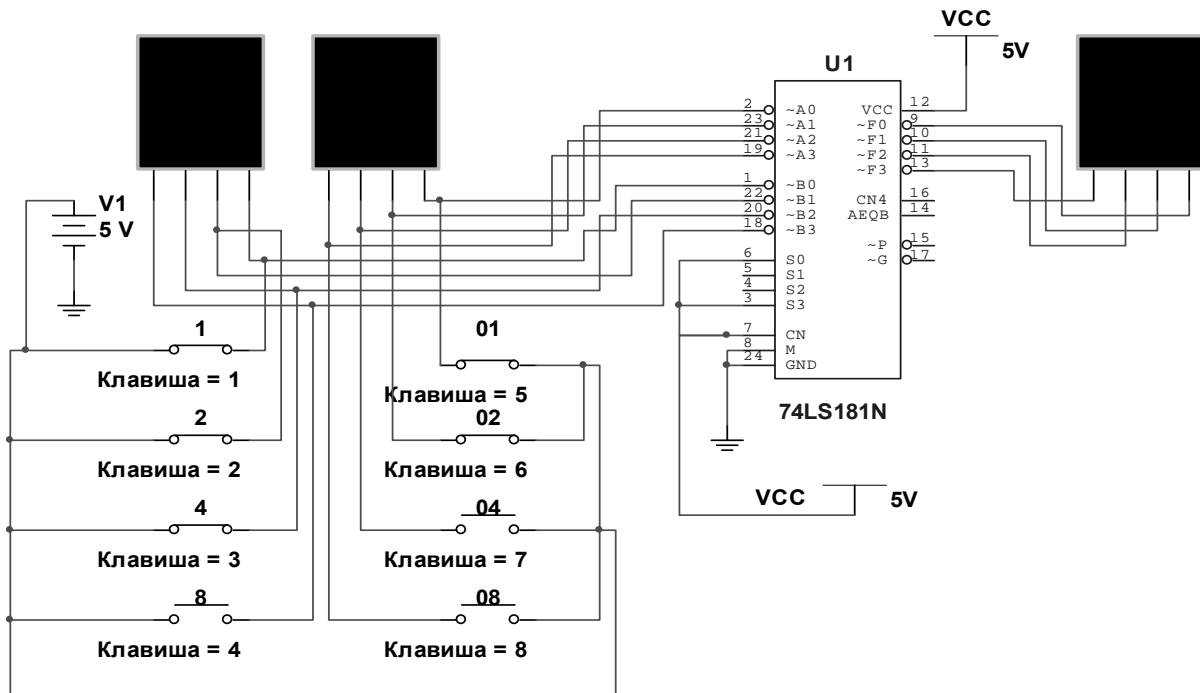 VCC
5V
U1
2 ~A0 VCC 12
23 ~A1 ~F0 9
21 ~A2 ~F1 10
19 ~A3 ~F2 11
~F3 13
1 ~B0
22 ~B1 CN4 16
20 ~B2 AEQB 14
18 ~B3
~P 15
6 S0 ~G 17
5 S1
4 S2
3 S3
7 CN
8 M
24 GND
74LS181N
V1
5 V
1
Клавиша = 1
2
Клавиша = 2
4
Клавиша = 3
8
Клавиша = 4
01
Клавиша = 5
02
Клавиша = 6
04
Клавиша = 7
08
Клавиша = 8
VCC 5V